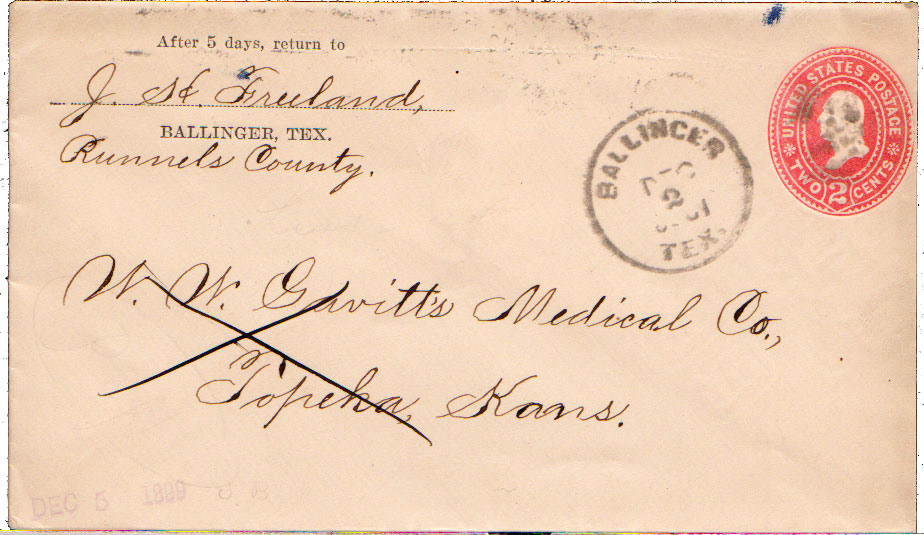 After 5 days, return to
J. H. Freeland,
BALLINGER, TEX.
Runnels County.
BALLINGER
TEX.
UNITED STATES POSTAGE
TWO 2 CENTS
W. W. Gavitt's Medical Co.,
Topeka, Kans.
DEC 5 1899